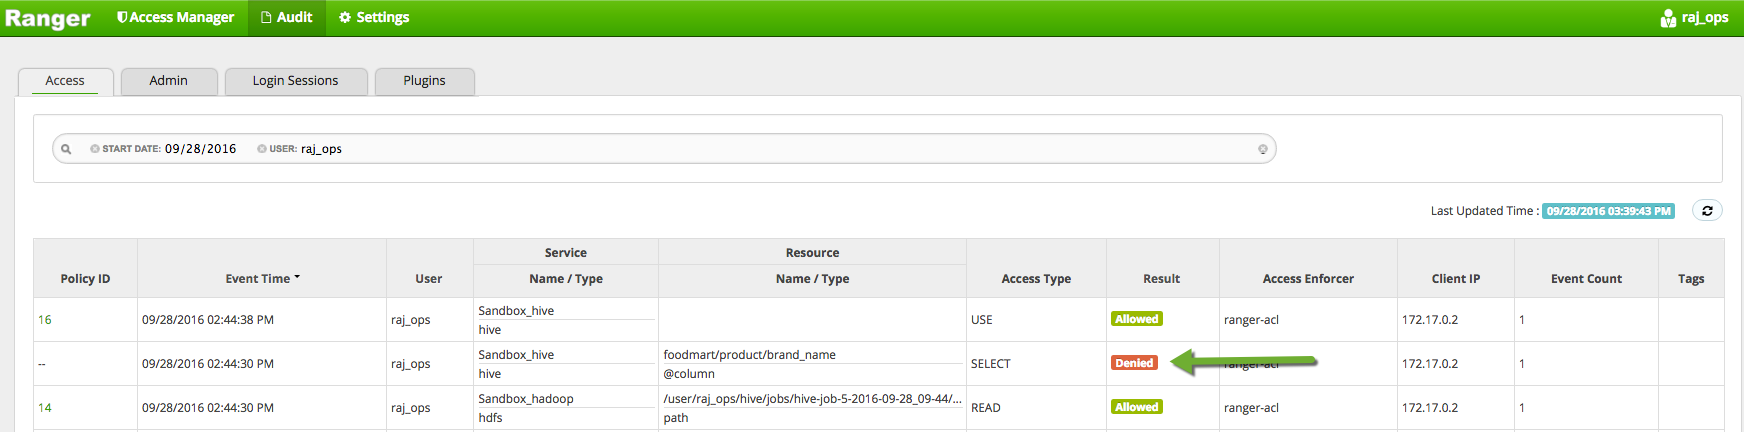 Ranger Access Manager Audit Settings raj_ops
Access Admin Login Sessions Plugins
START DATE: 09/28/2016 USER: raj_ops
Last Updated Time : 09/28/2016 03:39:43 PM
Service Resource
Policy ID Event Time User Name / Type Name / Type Access Type Result Access Enforcer Client IP Event Count Tags
16 09/28/2016 02:44:38 PM raj_ops Sandbox_hive USE Allowed ranger-acl 172.17.0.2 1
hive
-- 09/28/2016 02:44:30 PM raj_ops Sandbox_hive foodmart/product/brand_name SELECT Denied ranger-acl 172.17.0.2 1
hive @column
14 09/28/2016 02:44:30 PM raj_ops Sandbox_hadoop /user/raj_ops/hive/jobs/hive-job-5-2016-09-28_09-44/... READ Allowed ranger-acl 172.17.0.2 1
hdfs path